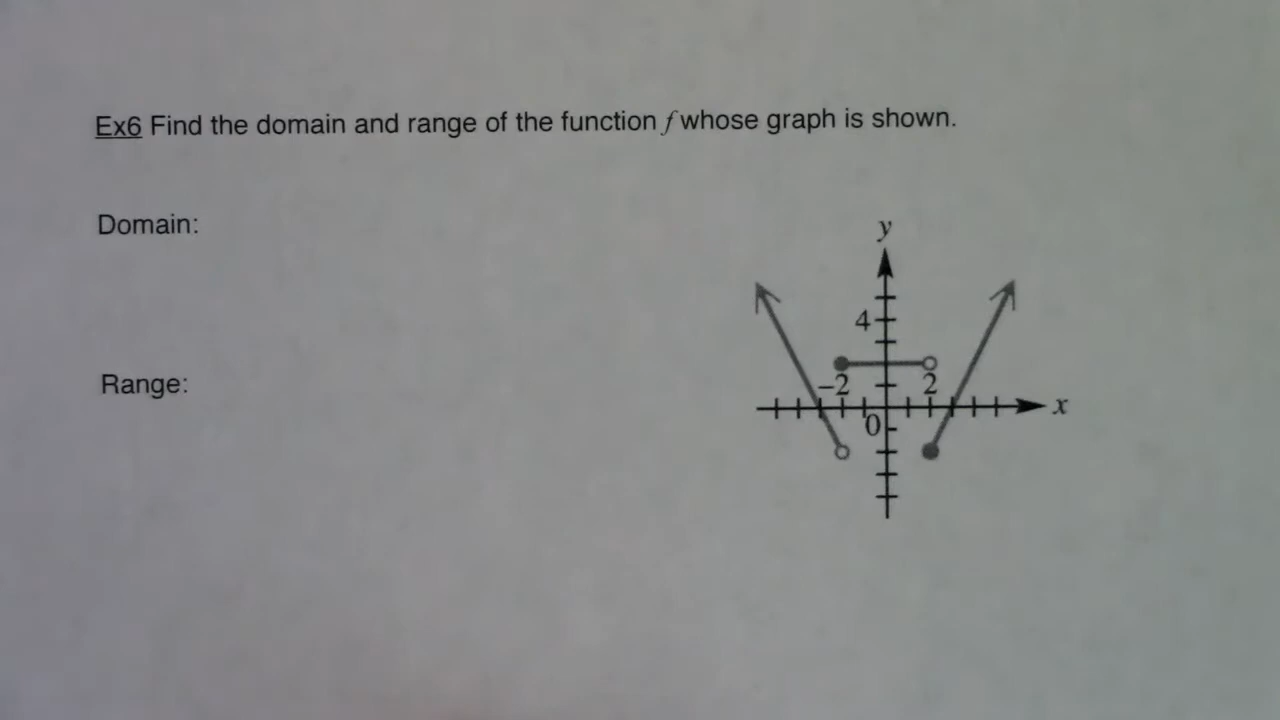 Ex6 Find the domain and range of the function f whose graph is shown.
Domain:
y
4
Range:
-2 2
x
0